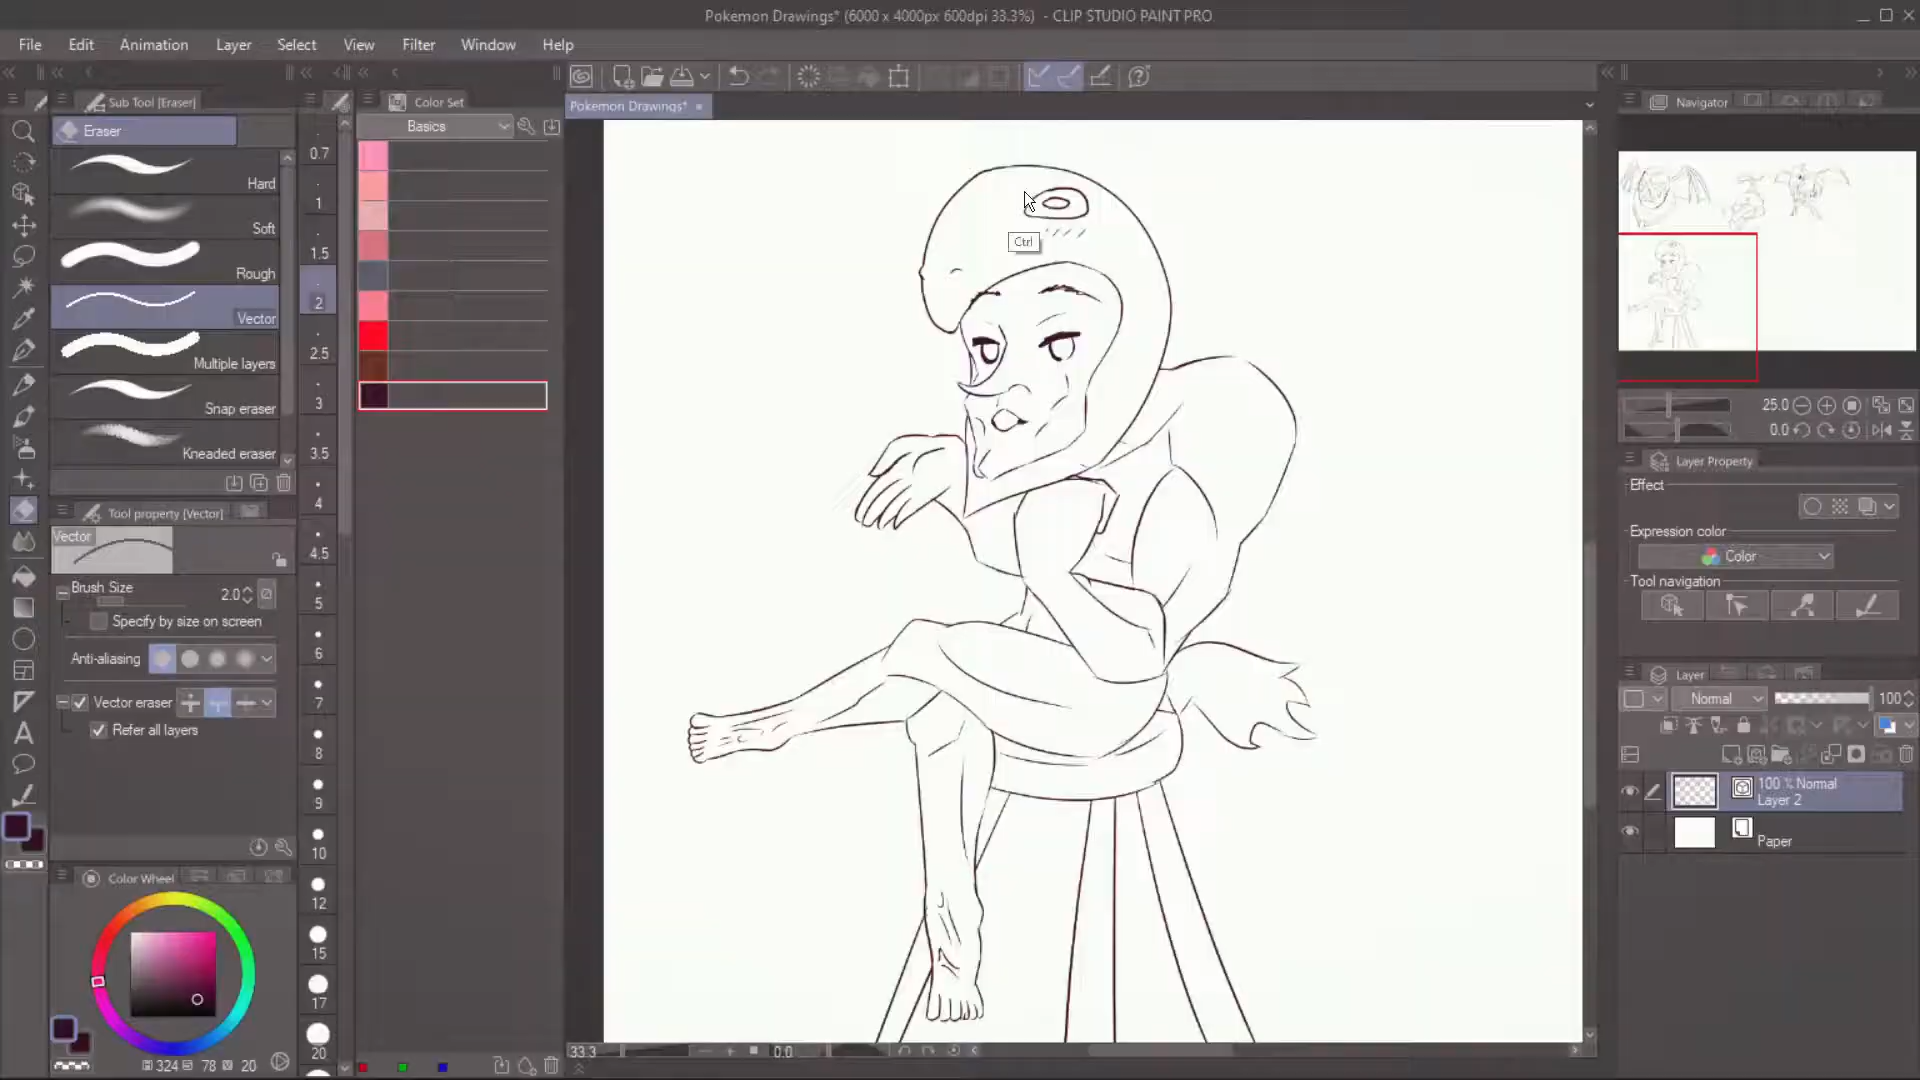 Pokemon Drawings* (6000 x 4000px 600dpi 33.3%) - CLIP STUDIO PAINT PRO
File Edit Animation Layer Select View Filter Window Help
Sub Tool [Eraser]
Eraser
Hard
Soft
Rough
Vector
Multiple layers
Snap eraser
Kneaded eraser
Tool property [Vector]
Vector
Brush Size 2.0
Specify by size on screen
Anti-aliasing
Vector eraser
Refer all layers
Color Wheel
324 78 20
0.7
1
1.5
2
2.5
3
3.5
4
4.5
5
6
7
8
9
10
12
15
17
20
Color Set
Basics
Pokemon Drawings*
Ctrl
33.3 0.0
Navigator
25.0
0.0
Layer Property
Effect
Expression color
Color
Tool navigation
Layer
Normal 100
100 % Normal
Layer 2
Paper